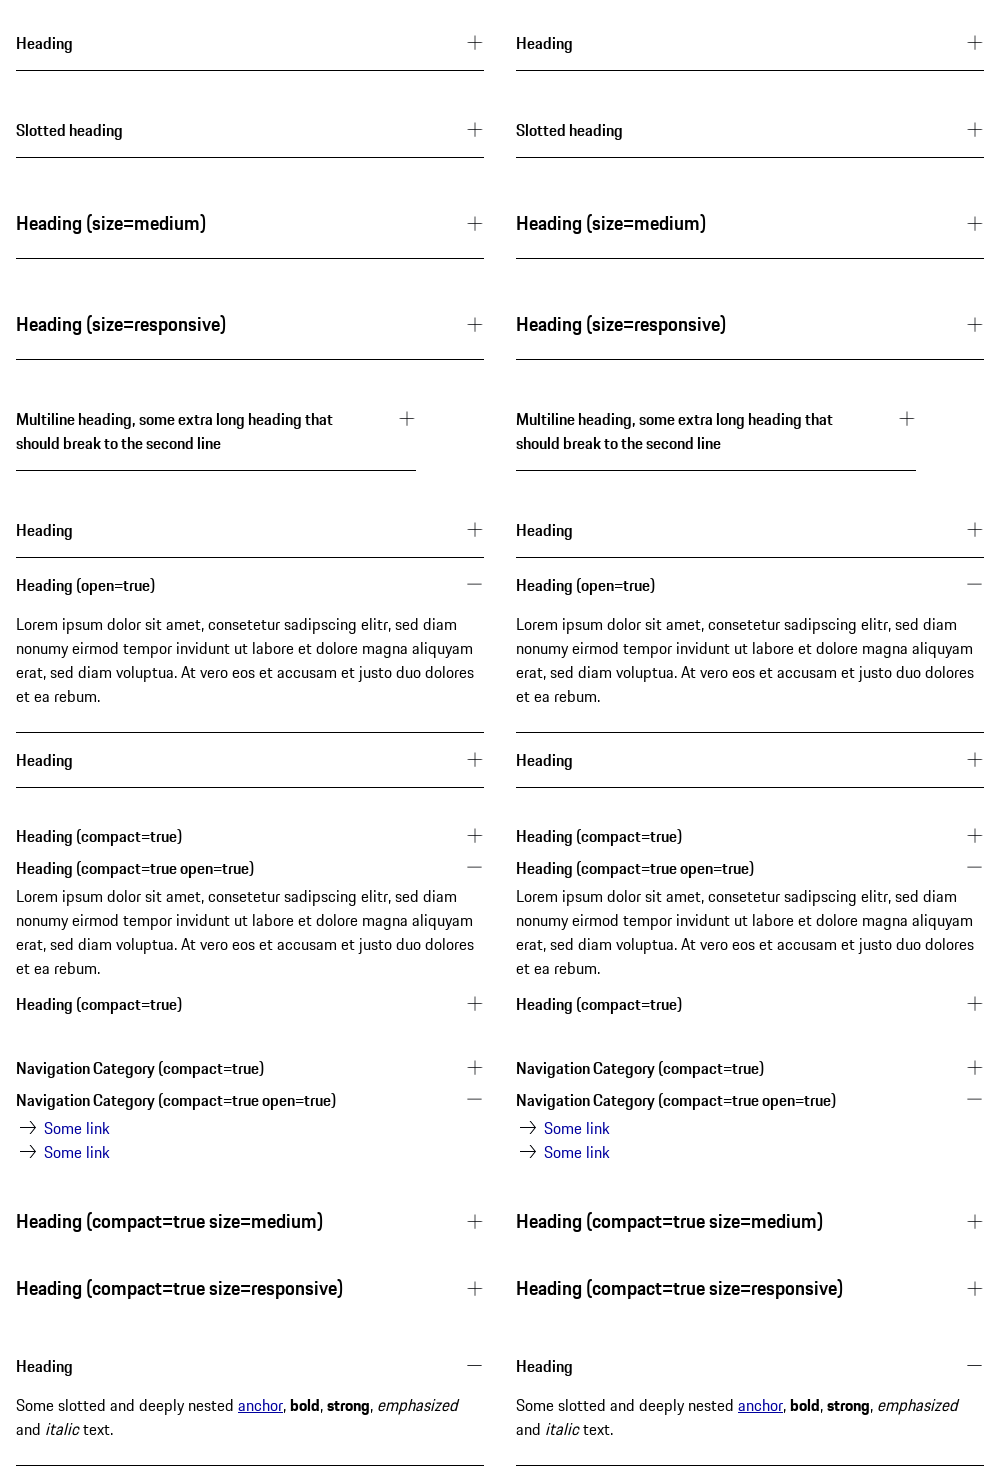 Heading
Slotted heading
Heading (size=medium)
Heading (size=responsive)
Multiline heading, some extra long heading that
should break to the second line
Heading
Heading (open=true)
Lorem ipsum dolor sit amet, consetetur sadipscing elitr, sed diam
nonumy eirmod tempor invidunt ut labore et dolore magna aliquyam
erat, sed diam voluptua. At vero eos et accusam et justo duo dolores
et ea rebum.
Heading
Heading (compact=true)
Heading (compact=true open=true)
Lorem ipsum dolor sit amet, consetetur sadipscing elitr, sed diam
nonumy eirmod tempor invidunt ut labore et dolore magna aliquyam
erat, sed diam voluptua. At vero eos et accusam et justo duo dolores
et ea rebum.
Heading (compact=true)
Navigation Category (compact=true)
Navigation Category (compact=true open=true)
Some link
Some link
Heading (compact=true size=medium)
Heading (compact=true size=responsive)
Heading
Some slotted and deeply nested anchor, bold, strong, emphasized
and italic text.
Heading
Slotted heading
Heading (size=medium)
Heading (size=responsive)
Multiline heading, some extra long heading that
should break to the second line
Heading
Heading (open=true)
Lorem ipsum dolor sit amet, consetetur sadipscing elitr, sed diam
nonumy eirmod tempor invidunt ut labore et dolore magna aliquyam
erat, sed diam voluptua. At vero eos et accusam et justo duo dolores
et ea rebum.
Heading
Heading (compact=true)
Heading (compact=true open=true)
Lorem ipsum dolor sit amet, consetetur sadipscing elitr, sed diam
nonumy eirmod tempor invidunt ut labore et dolore magna aliquyam
erat, sed diam voluptua. At vero eos et accusam et justo duo dolores
et ea rebum.
Heading (compact=true)
Navigation Category (compact=true)
Navigation Category (compact=true open=true)
Some link
Some link
Heading (compact=true size=medium)
Heading (compact=true size=responsive)
Heading
Some slotted and deeply nested anchor, bold, strong, emphasized
and italic text.